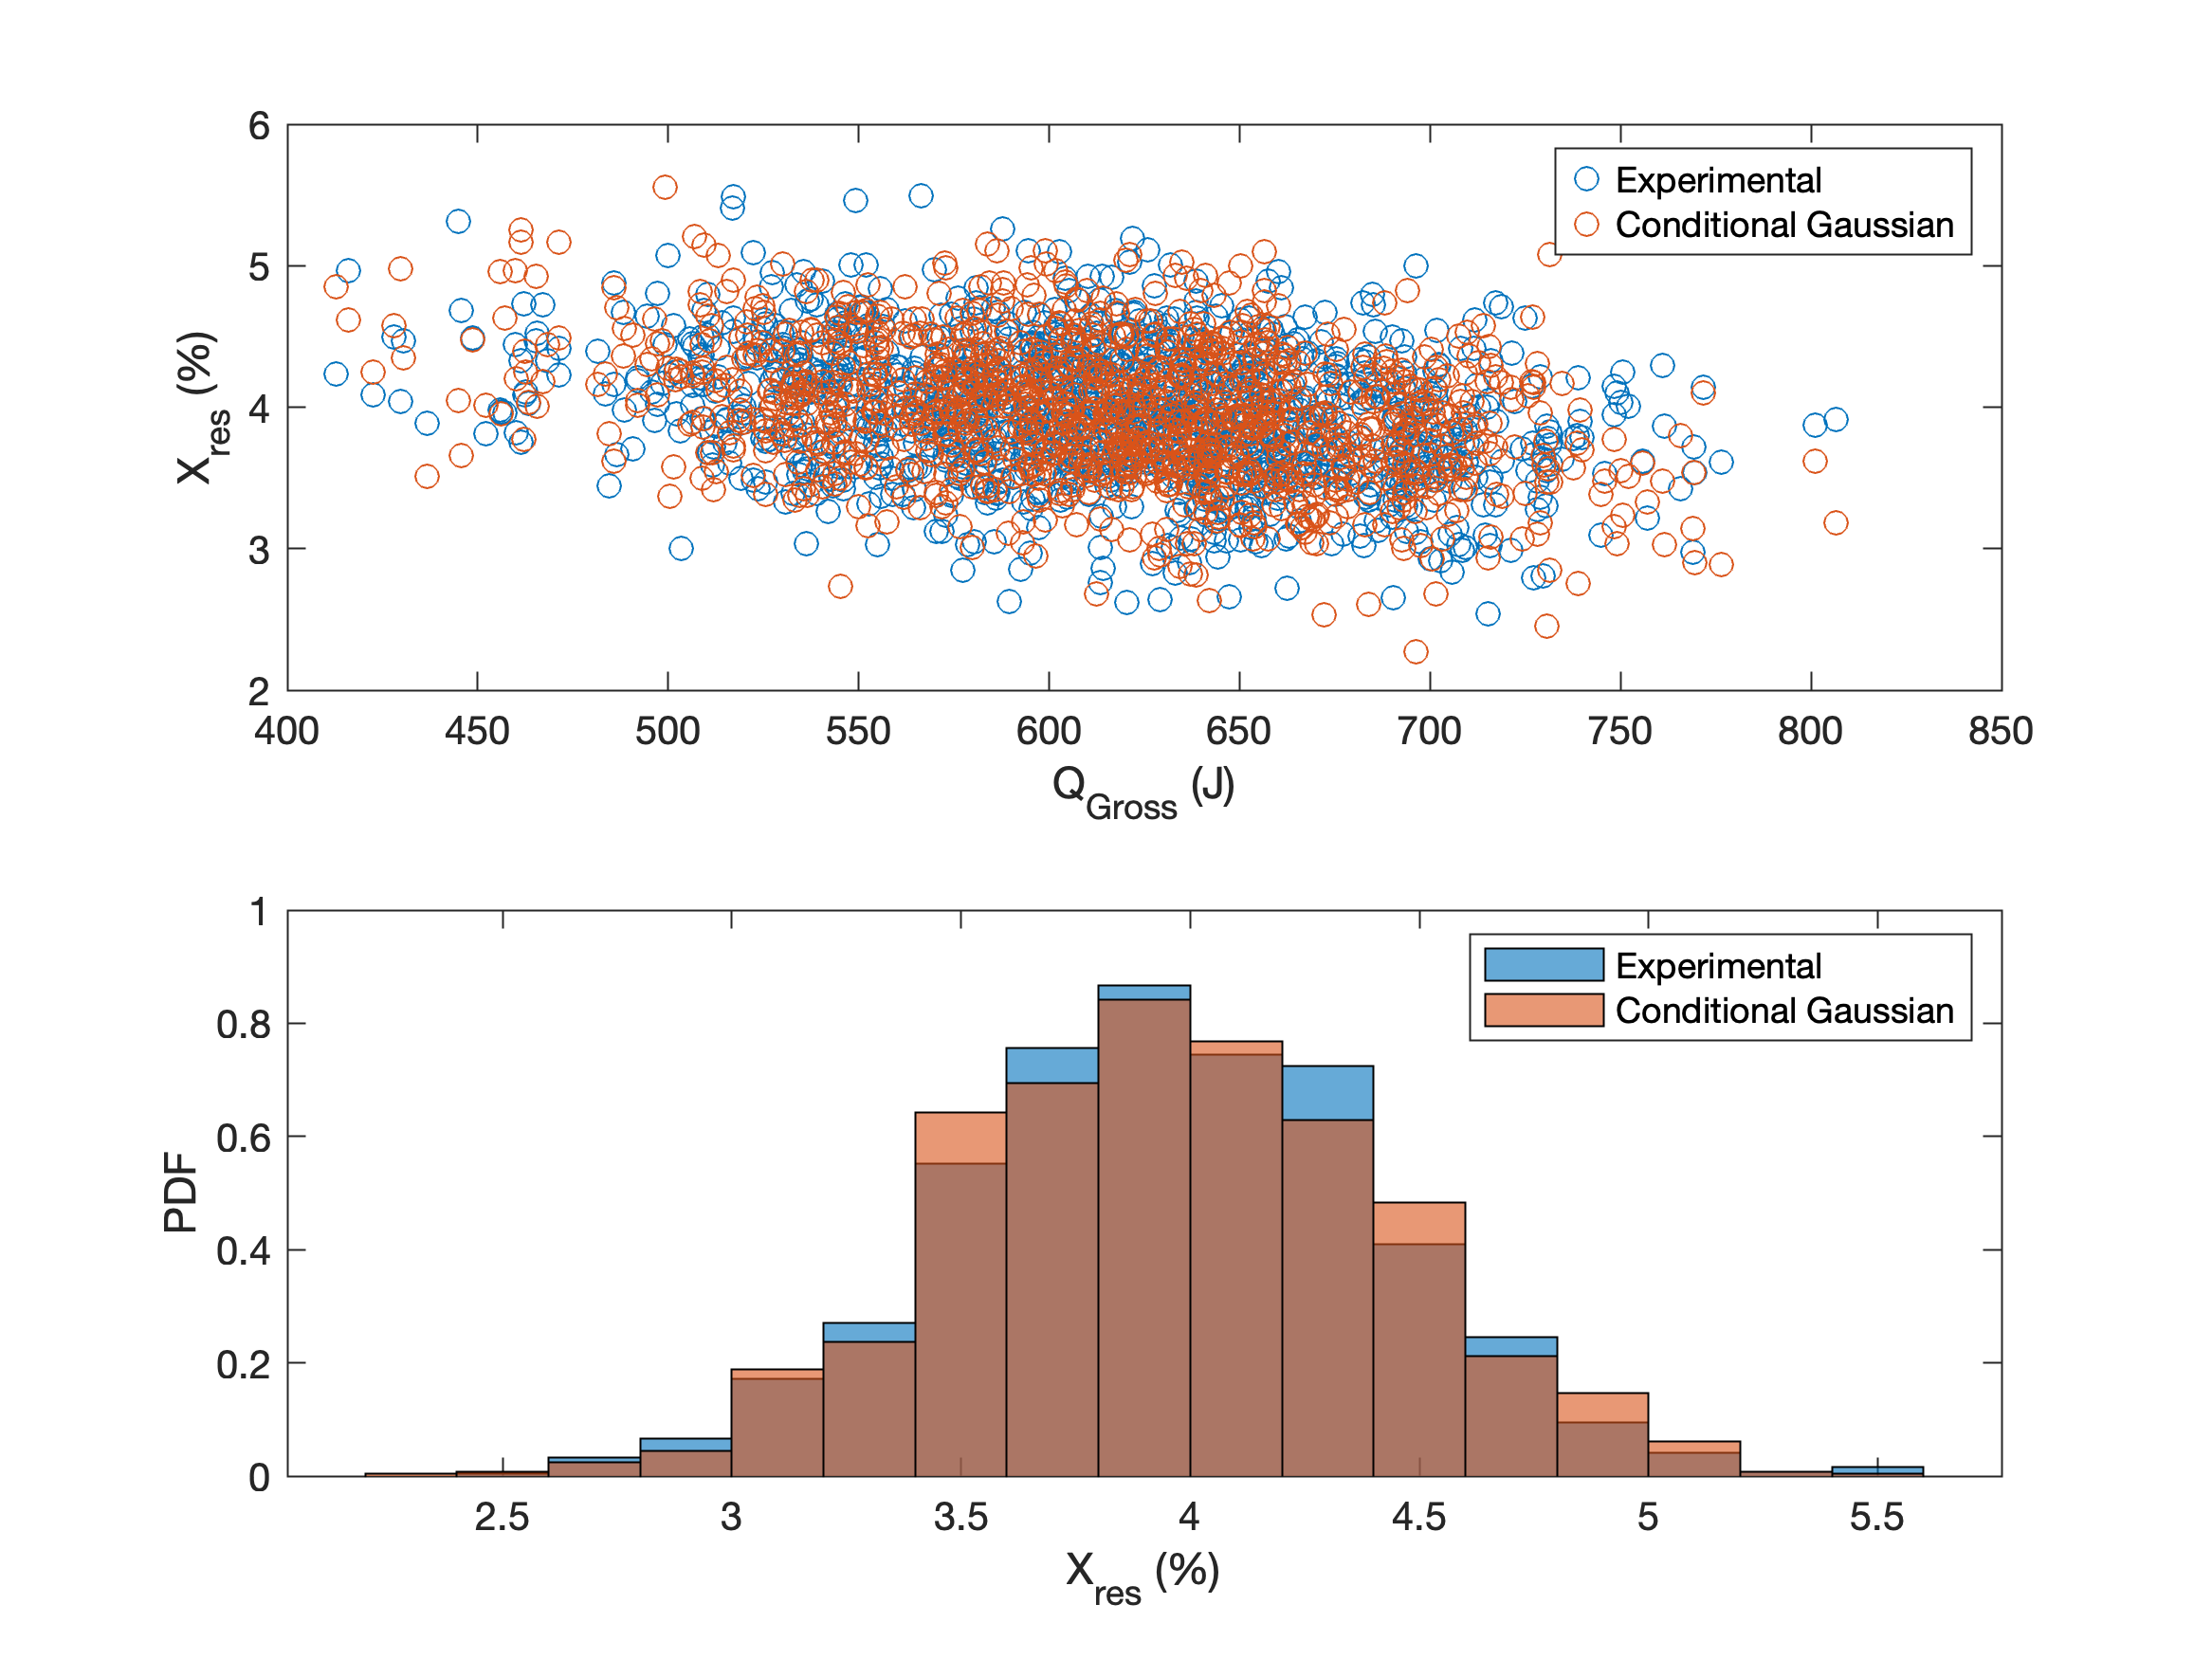 6
5
4
3
2
X_res (%)
Experimental
Conditional Gaussian
400 450 500 550 600 650 700 750 800 850
Q_Gross (J)
1
0.8
0.6
0.4
0.2
0
PDF
Experimental
Conditional Gaussian
2.5 3 3.5 4 4.5 5 5.5
X_res (%)